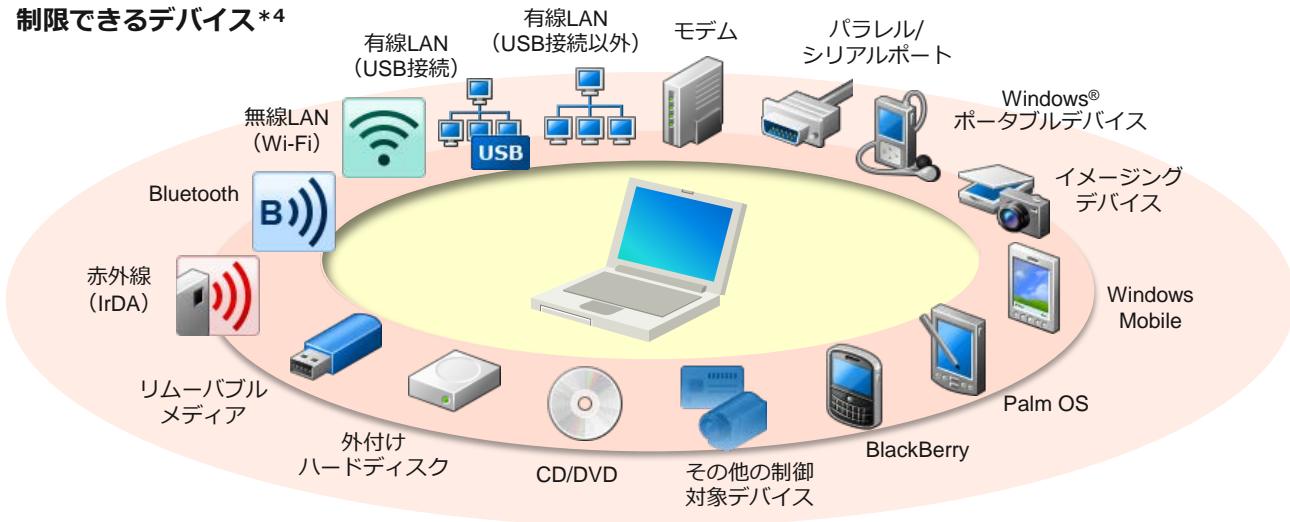 制限できるデバイス*4
有線LAN
（USB接続）
有線LAN
（USB接続以外）
モデム
パラレル/
シリアルポート
Windows®
ポータブルデバイス
イメージング
デバイス
Windows
Mobile
Palm OS
BlackBerry
その他の制御
対象デバイス
CD/DVD
外付け
ハードディスク
リムーバブル
メディア
赤外線
（IrDA）
Bluetooth
B
無線LAN
（Wi-Fi）
USB